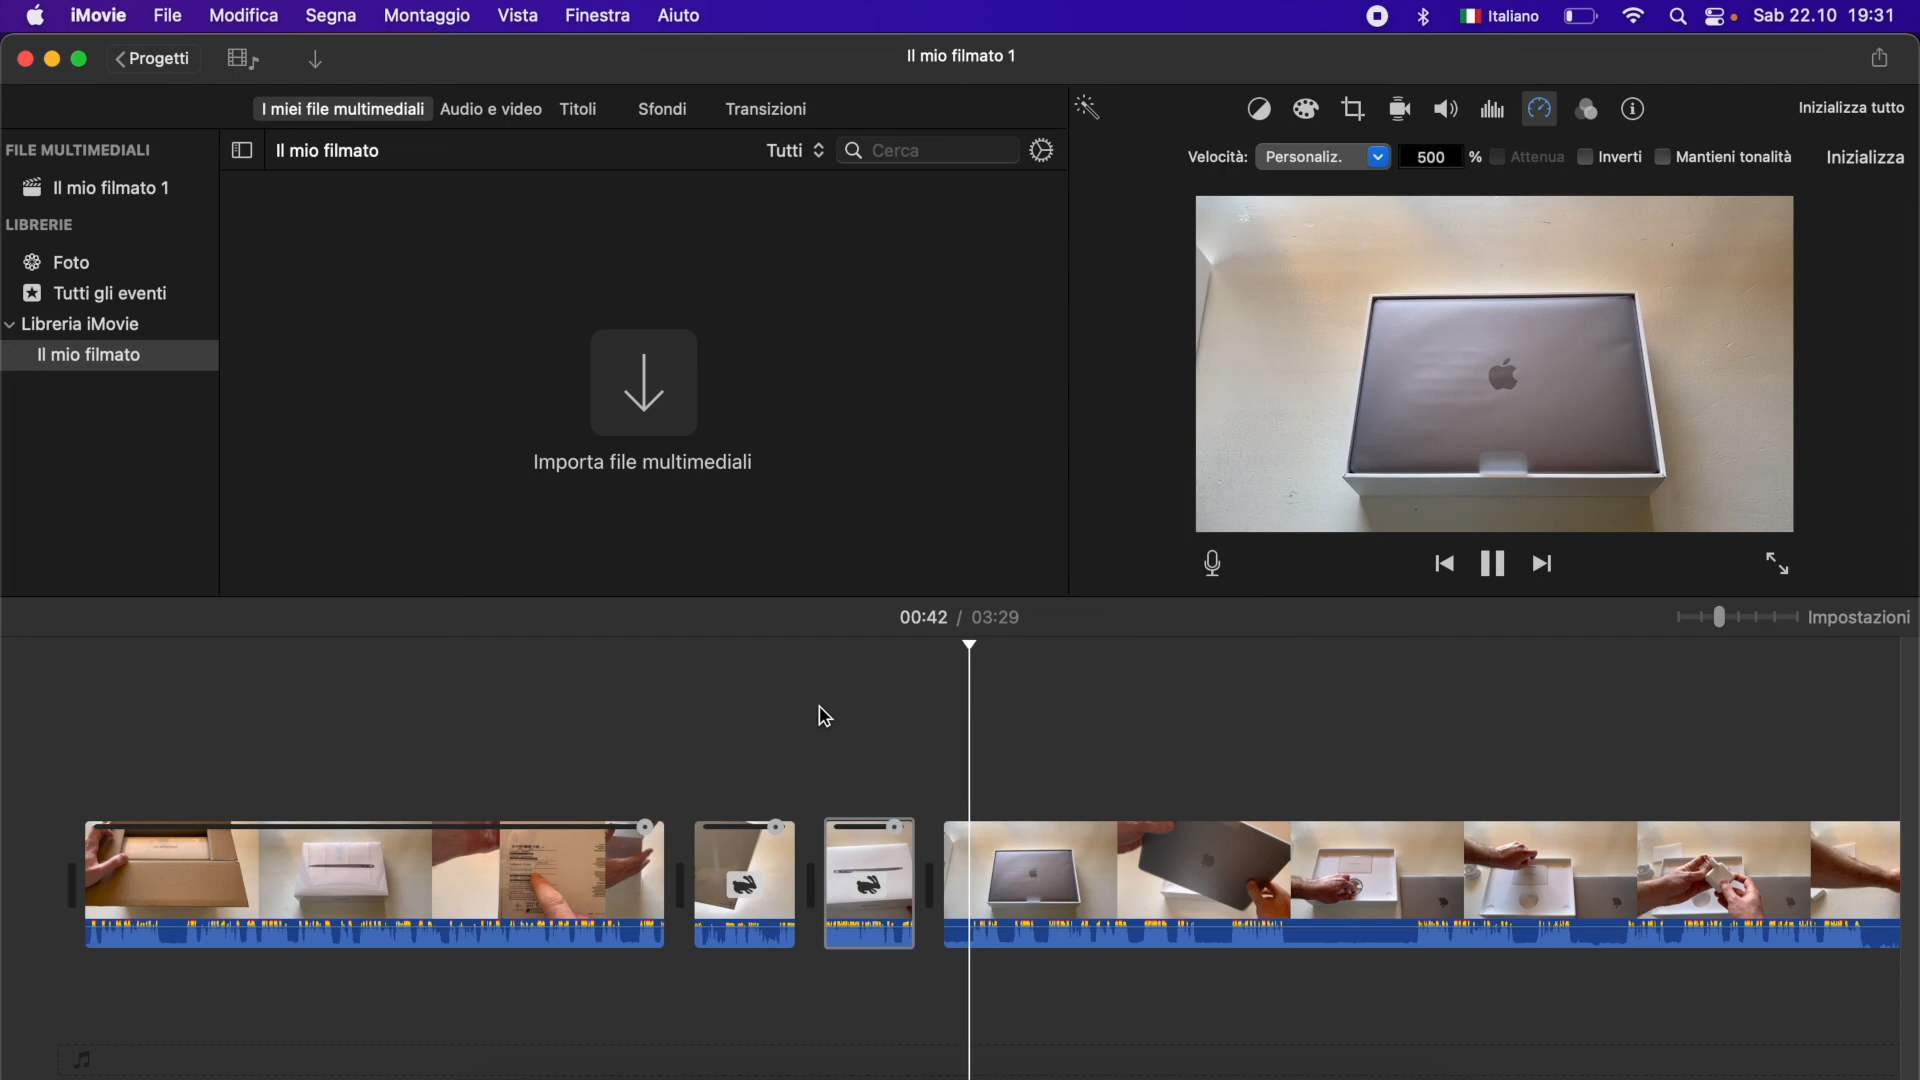 iMovie File Modifica Segna Montaggio Vista Finestra Aiuto Italiano Sab 22.10 19:31
Progetti Il mio filmato 1
I miei file multimediali Audio e video Titoli Sfondi Transizioni Inizializza tutto
FILE MULTIMEDIALI Il mio filmato Tutti Cerca Velocità: Personaliz. 500 % Attenua Inverti Mantieni tonalità Inizializza
Il mio filmato 1
LIBRERIE
Foto
Tutti gli eventi
Libreria iMovie
Il mio filmato
Importa file multimediali
00:42 / 03:29 Impostazioni